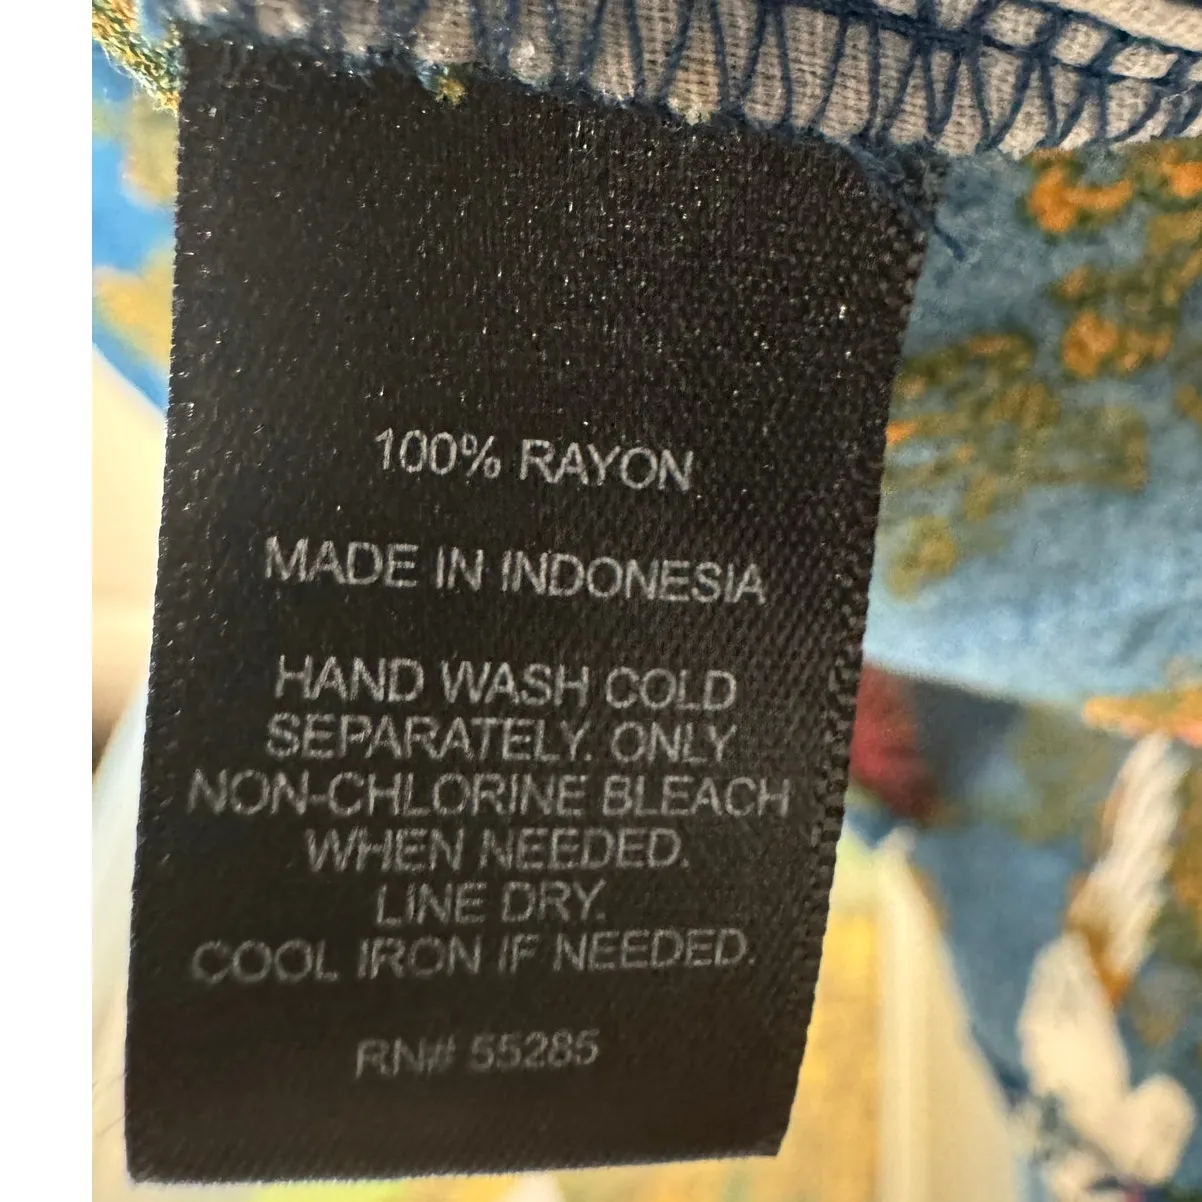 100% RAYON
MADE IN INDONESIA
HAND WASH COLD
SEPARATELY. ONLY
NON-CHLORINE BLEACH
WHEN NEEDED.
LINE DRY.
COOL IRON IF NEEDED.
RN# 55285